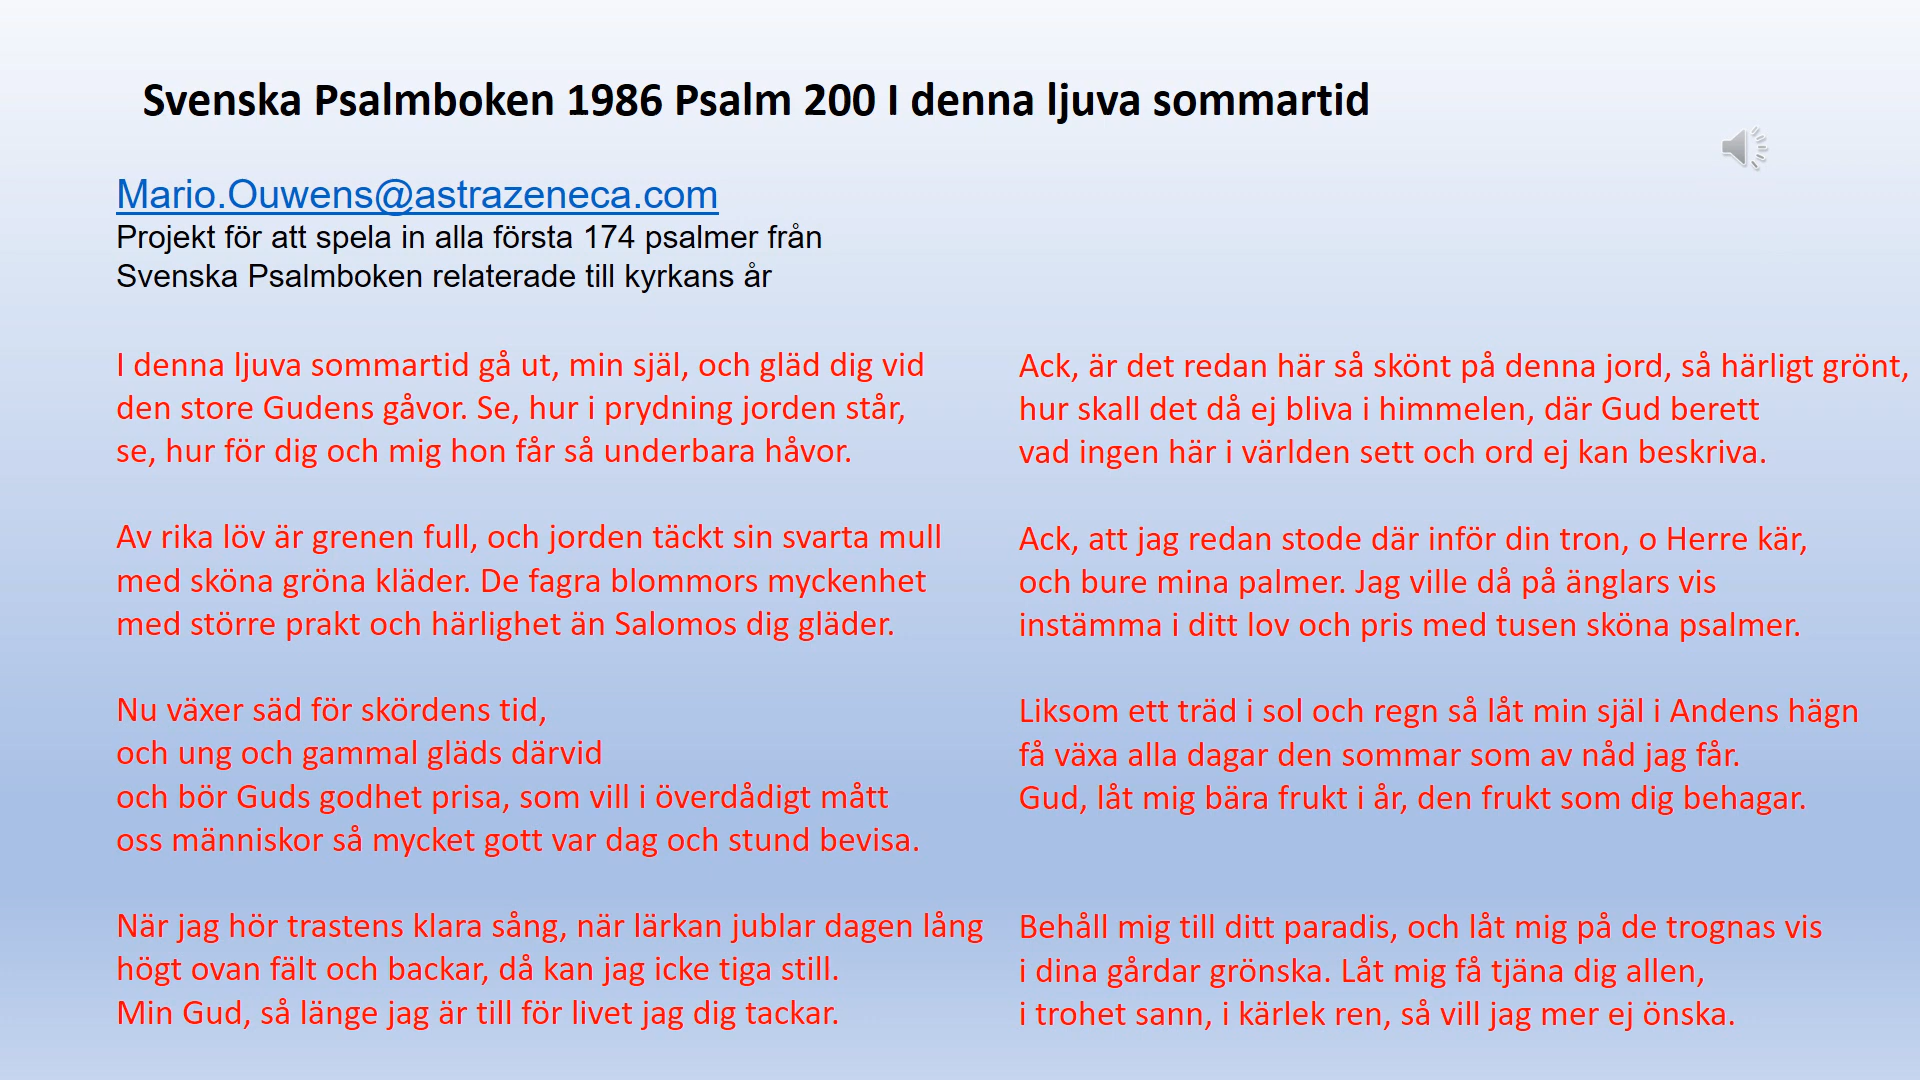 Svenska Psalmboken 1986 Psalm 200 I denna ljuva sommartid
Mario.Ouwens@astrazeneca.com
Projekt för att spela in alla första 174 psalmer från
Svenska Psalmboken relaterade till kyrkans år
I denna ljuva sommartid gå ut, min själ, och gläd dig vid
den store Gudens gåvor. Se, hur i prydning jorden står,
se, hur för dig och mig hon får så underbara håvor.
Av rika löv är grenen full, och jorden täckt sin svarta mull
med sköna gröna kläder. De fagra blommors myckenhet
med större prakt och härlighet än Salomos dig gläder.
Nu växer säd för skördens tid,
och ung och gammal gläds därvid
och bör Guds godhet prisa, som vill i överdådigt mått
oss människor så mycket gott var dag och stund bevisa.
När jag hör trastens klara sång, när lärkan jublar dagen lång
högt ovan fält och backar, då kan jag icke tiga still.
Min Gud, så länge jag är till för livet jag dig tackar.
Ack, är det redan här så skönt på denna jord, så härligt grönt,
hur skall det då ej bliva i himmelen, där Gud berett
vad ingen här i världen sett och ord ej kan beskriva.
Ack, att jag redan stode där inför din tron, o Herre kär,
och bure mina palmer. Jag ville då på änglars vis
instämma i ditt lov och pris med tusen sköna psalmer.
Liksom ett träd i sol och regn så låt min själ i Andens hägn
få växa alla dagar den sommar som av nåd jag får.
Gud, låt mig bära frukt i år, den frukt som dig behagar.
Behåll mig till ditt paradis, och låt mig på de trognas vis
i dina gårdar grönska. Låt mig få tjäna dig allen,
i trohet sann, i kärlek ren, så vill jag mer ej önska.